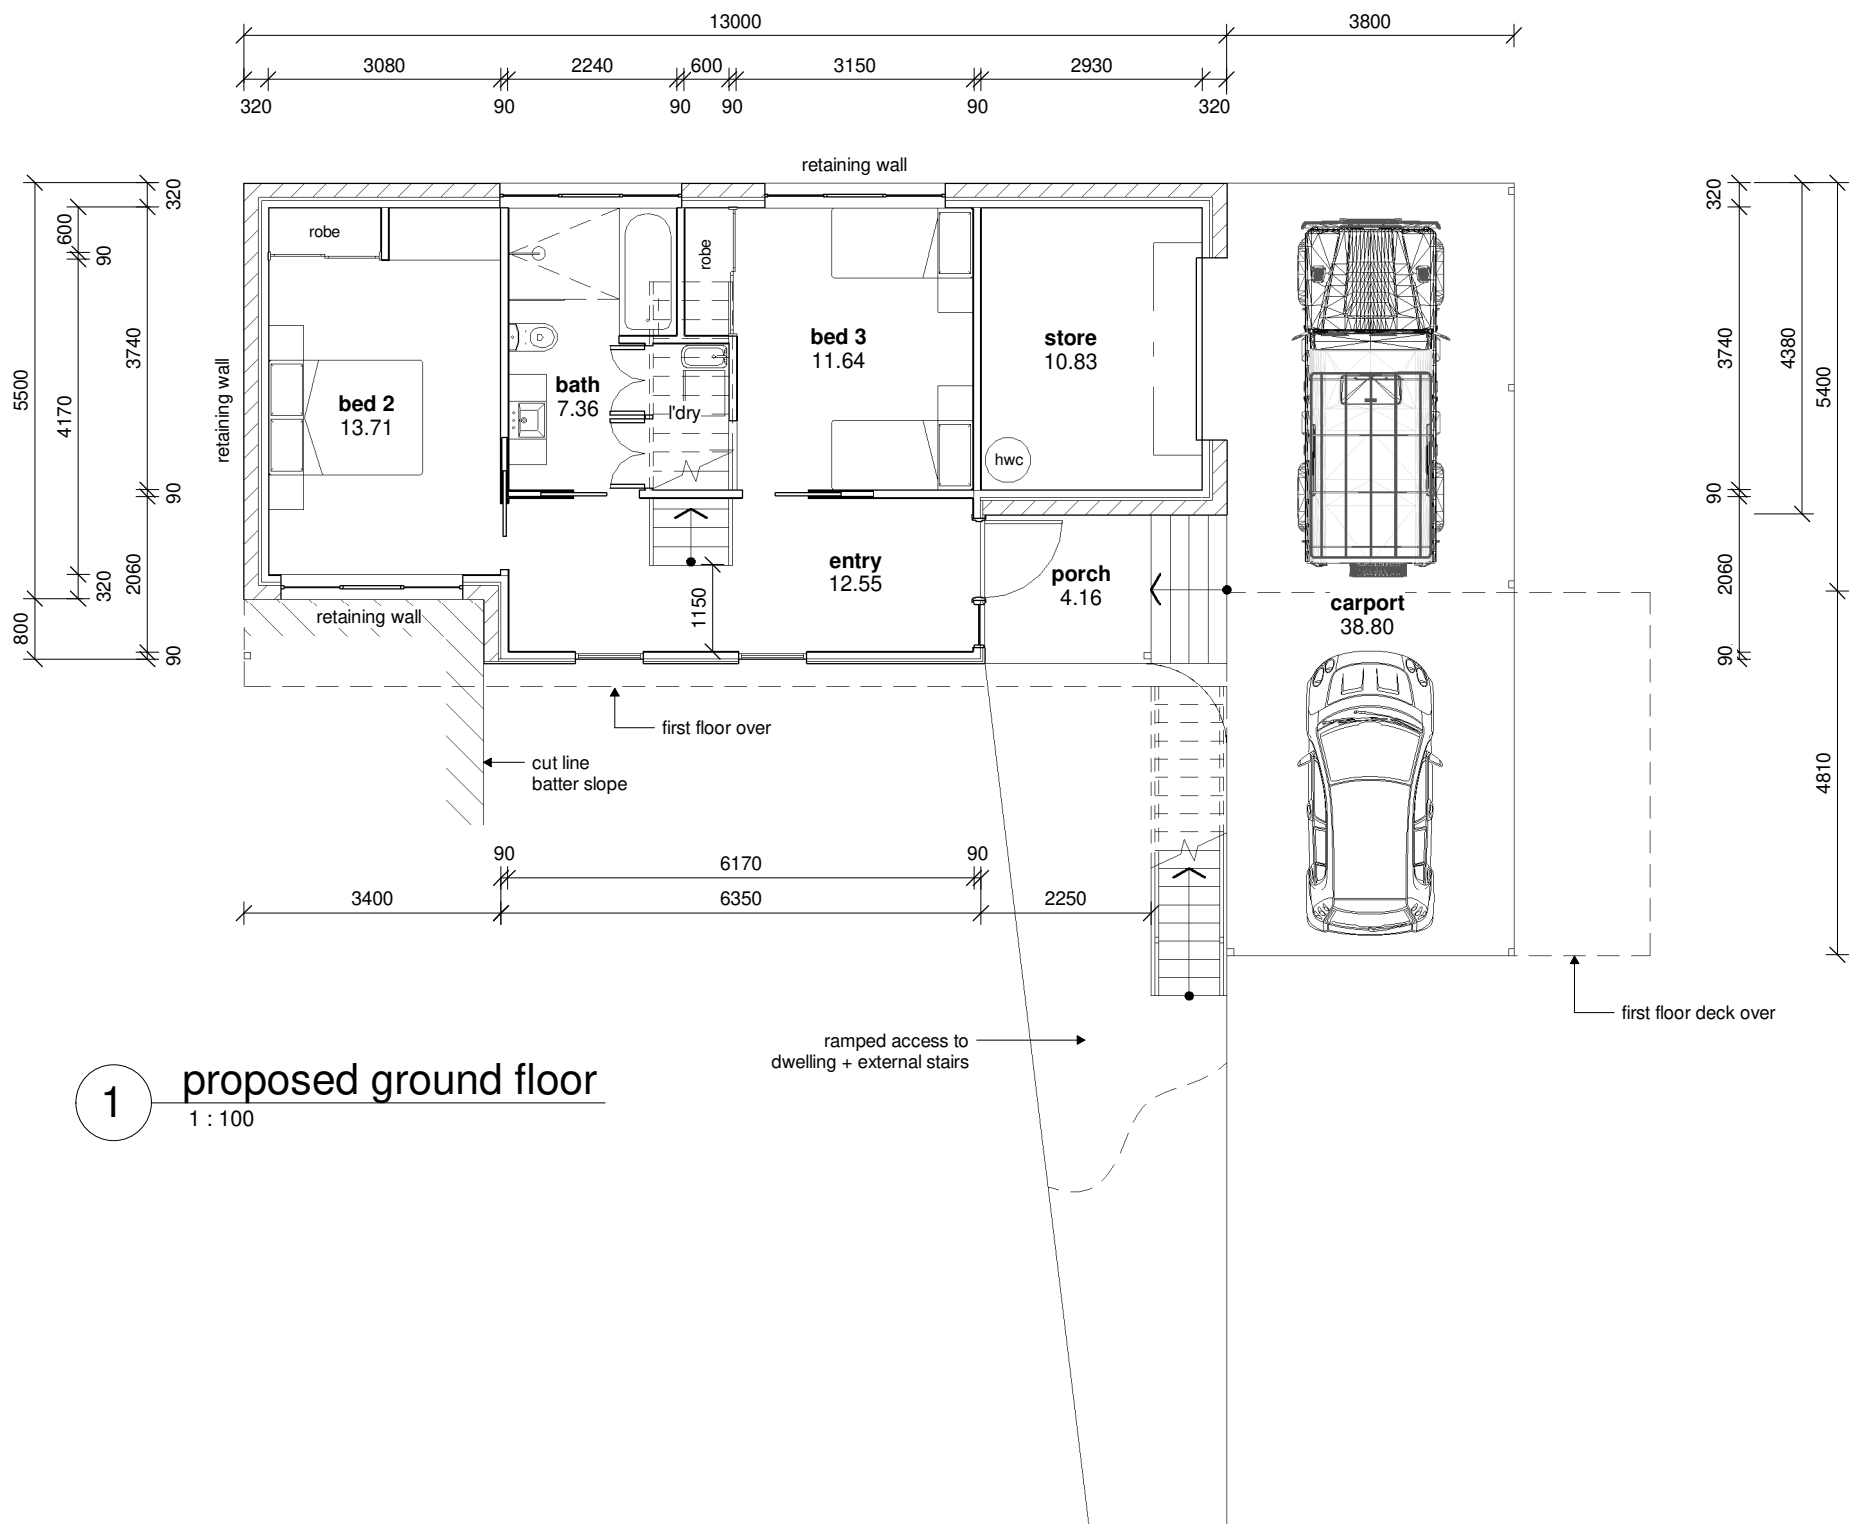 13000
3800
3080
2240
600
3150
2930
320
90
90
90
90
320
retaining wall
5500
800
600
90
4170
320
320
3740
90
2060
90
retaining wall
robe
bed 2
13.71
bath
7.36
robe
l'dry
bed 3
11.64
store
10.83
hwc
entry
12.55
1150
porch
4.16
carport
38.80
retaining wall
320
3740
90
2060
90
4380
5400
4810
first floor over
cut line
batter slope
90
6170
90
3400
6350
2250
first floor deck over
ramped access to
dwelling + external stairs
1
proposed ground floor
1 : 100